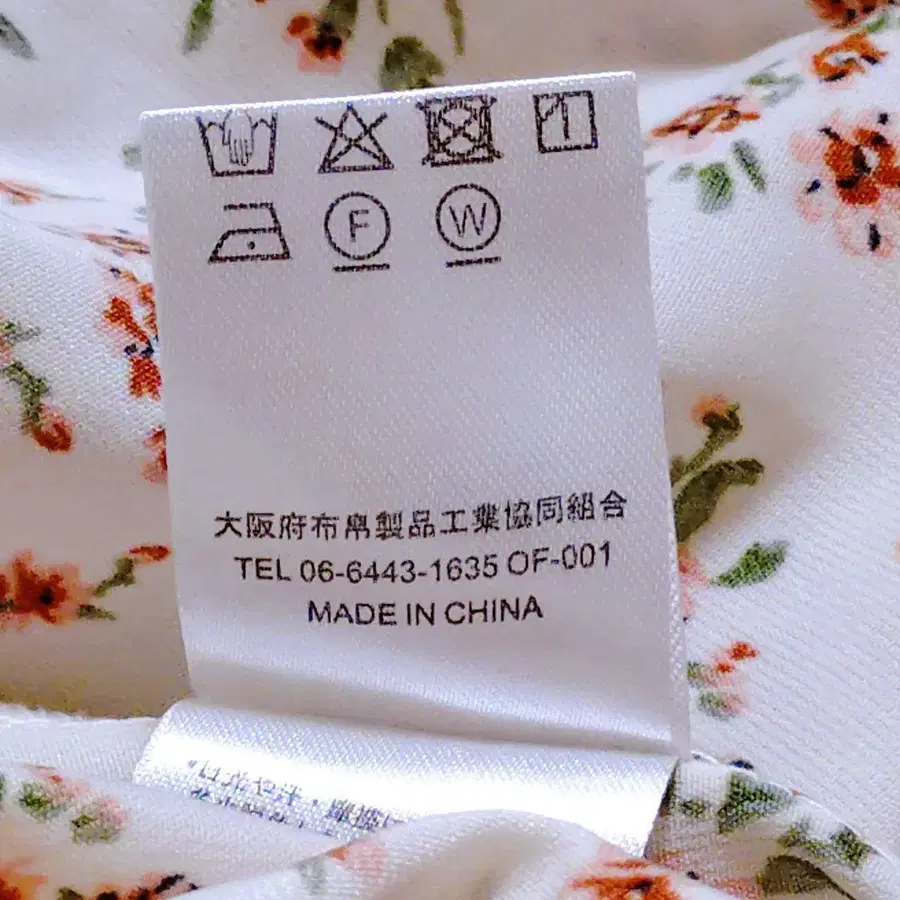 F W
大阪府布帛製品工業協同組合
TEL 06-6443-1635 OF-001
MADE IN CHINA